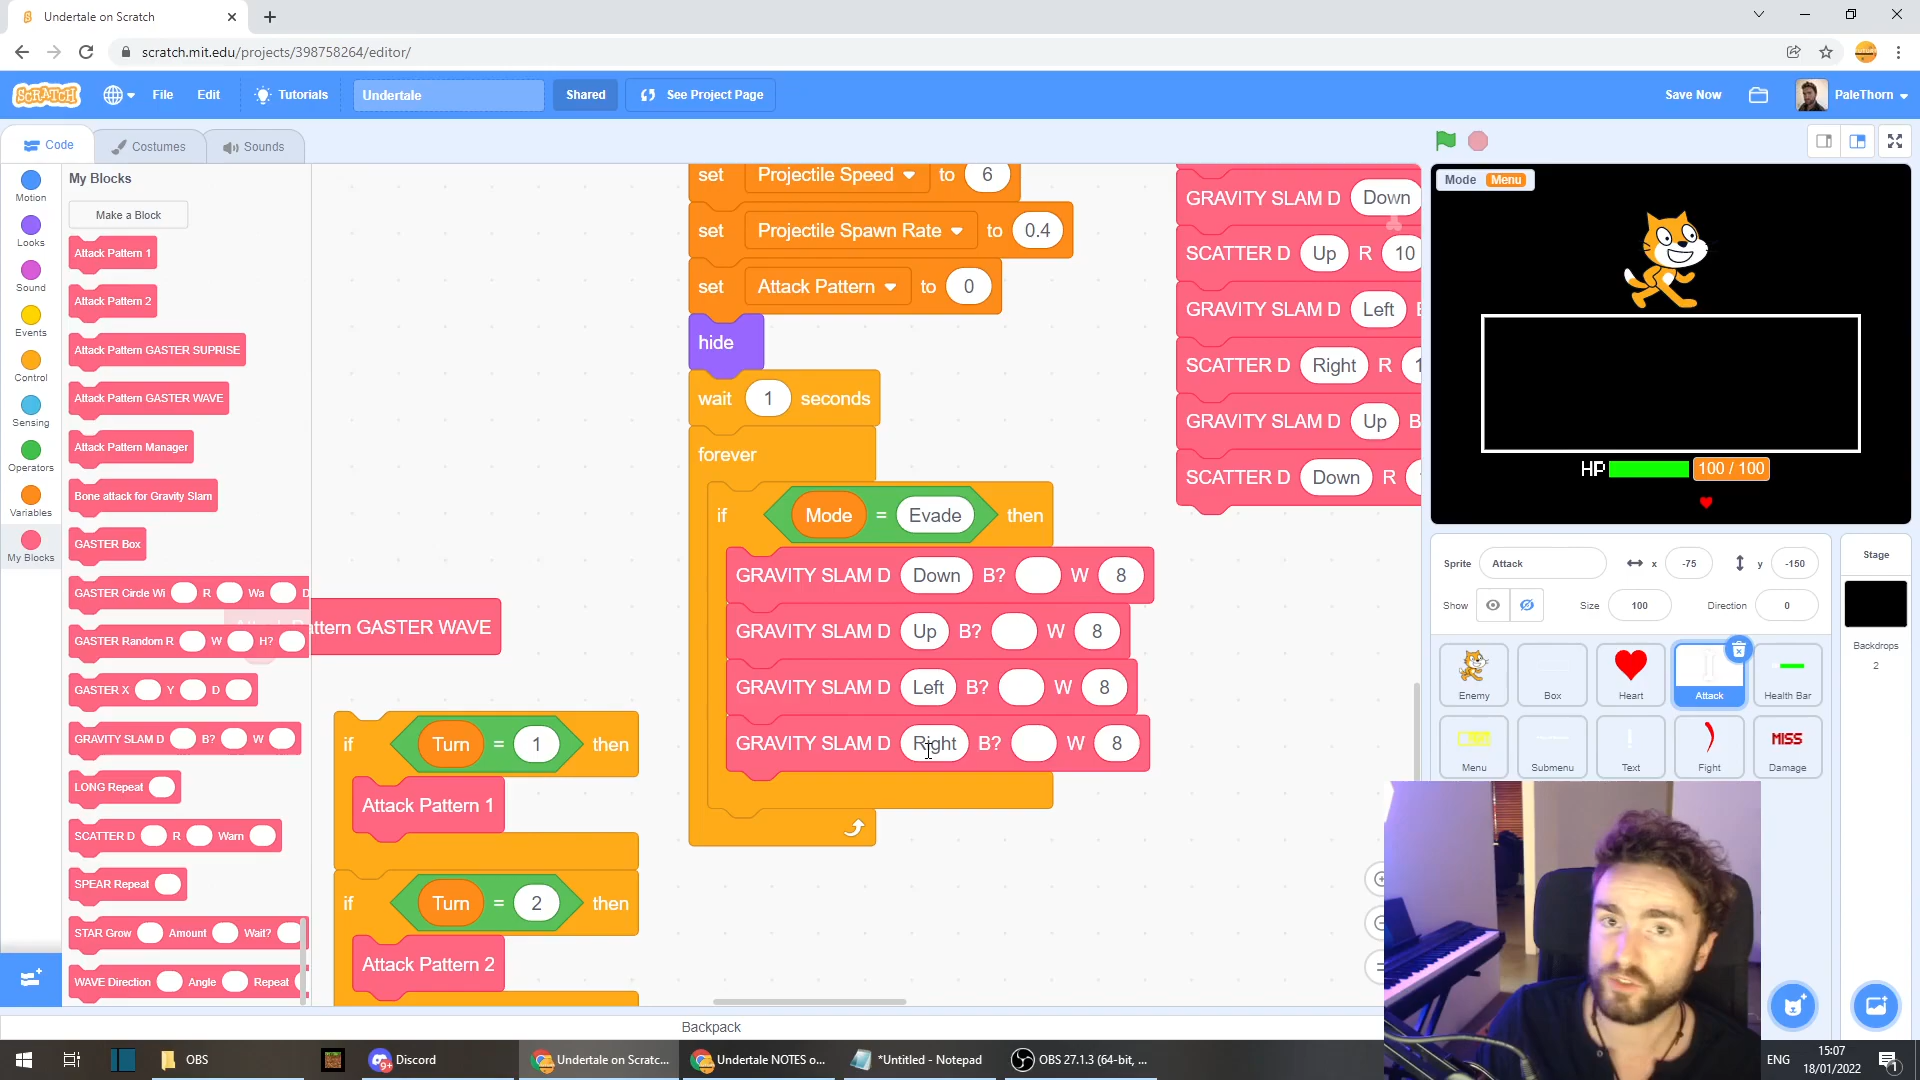 Undertale on Scratch
scratch.mit.edu/projects/398758264/editor/
SCRATCH
File
Edit
Tutorials
Undertale
Shared
See Project Page
Save Now
PaleThorn
Code
Costumes
Sounds
Motion
Looks
Sound
Events
Control
Sensing
Operators
Variables
My Blocks
My Blocks
Make a Block
Attack Pattern 1
Attack Pattern 2
Attack Pattern GASTER SUPRISE
Attack Pattern GASTER WAVE
Attack Pattern Manager
Bone attack for Gravity Slam
GASTER Box
GASTER Circle Wi R Wa D
GASTER Random R W H?
GASTER X Y D
GRAVITY SLAM D B? W
LONG Repeat
SCATTER D R Warn
SPEAR Repeat
STAR Grow Amount Wait?
WAVE Direction Angle Repeat
ttern GASTER WAVE
if Turn = 1 then
Attack Pattern 1
if Turn = 2 then
Attack Pattern 2
set Projectile Speed to 6
set Projectile Spawn Rate to 0.4
set Attack Pattern to 0
hide
wait 1 seconds
forever
if Mode = Evade then
GRAVITY SLAM D Down B? W 8
GRAVITY SLAM D Up B? W 8
GRAVITY SLAM D Left B? W 8
GRAVITY SLAM D Right B? W 8
GRAVITY SLAM D Down
SCATTER D Up R 10
GRAVITY SLAM D Left
SCATTER D Right R 1
GRAVITY SLAM D Up B
SCATTER D Down R
Mode Menu
HP 100 / 100
Sprite Attack x -75 y -150
Show Size 100 Direction 0
Stage
Backdrops
2
Enemy
Box
Heart
Attack
Health Bar
Menu
Submenu
Text
Fight
MISS
Damage
Backpack
OBS
9+
Discord
Undertale on Scratc...
Undertale NOTES o...
*Untitled - Notepad
OBS 27.1.3 (64-bit, ...
ENG
15:07
18/01/2022
1